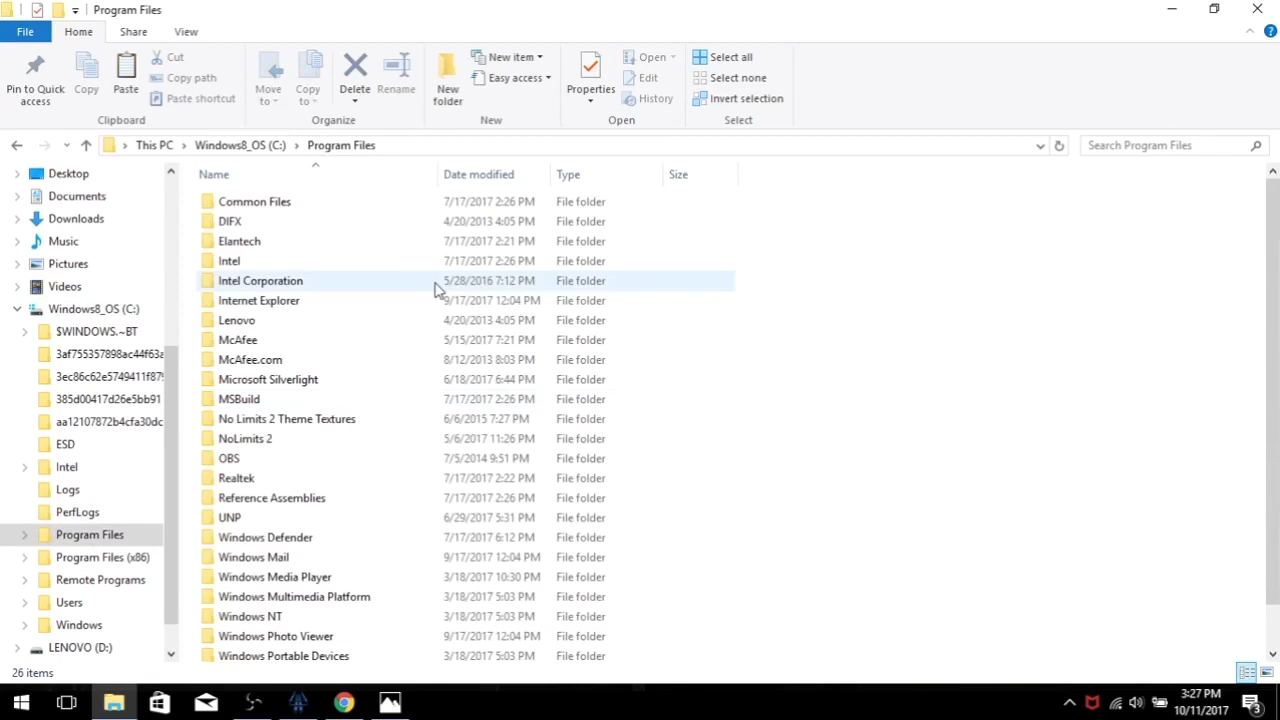 Program Files
File Home Share View
Pin to Quick access
Copy
Paste
Cut
Copy path
Paste shortcut
Clipboard
Move to
Copy to
Delete
Rename
Organize
New folder
New item
Easy access
New
Properties
Open
Edit
History
Open
Select all
Select none
Invert selection
Select
This PC Windows8_OS (C:) Program Files
Search Program Files
Desktop
Documents
Downloads
Music
Pictures
Videos
Windows8_OS (C:)
$WINDOWS.~BT
3af755357898ac44f63a
3ec86c62e5749411f879
385d00417d26e5bb91
aa12107872b4cfa30dc
ESD
Intel
Logs
PerfLogs
Program Files
Program Files (x86)
Remote Programs
Users
Windows
LENOVO (D:)
Name Date modified Type Size
Common Files 7/17/2017 2:26 PM File folder
DIFX 4/20/2013 4:05 PM File folder
Elantech 7/17/2017 2:21 PM File folder
Intel 7/17/2017 2:26 PM File folder
Intel Corporation 5/28/2016 7:12 PM File folder
Internet Explorer 9/17/2017 12:04 PM File folder
Lenovo 4/20/2013 4:05 PM File folder
McAfee 5/15/2017 7:21 PM File folder
McAfee.com 8/12/2013 8:03 PM File folder
Microsoft Silverlight 6/18/2017 6:44 PM File folder
MSBuild 7/17/2017 2:26 PM File folder
No Limits 2 Theme Textures 6/6/2015 7:27 PM File folder
NoLimits 2 5/6/2017 11:26 PM File folder
OBS 7/5/2014 9:51 PM File folder
Realtek 7/17/2017 2:22 PM File folder
Reference Assemblies 7/17/2017 2:26 PM File folder
UNP 6/29/2017 5:31 PM File folder
Windows Defender 7/17/2017 6:12 PM File folder
Windows Mail 9/17/2017 12:04 PM File folder
Windows Media Player 3/18/2017 10:30 PM File folder
Windows Multimedia Platform 3/18/2017 5:03 PM File folder
Windows NT 3/18/2017 5:03 PM File folder
Windows Photo Viewer 9/17/2017 12:04 PM File folder
Windows Portable Devices 3/18/2017 5:03 PM File folder
26 items
3:27 PM
10/11/2017
3